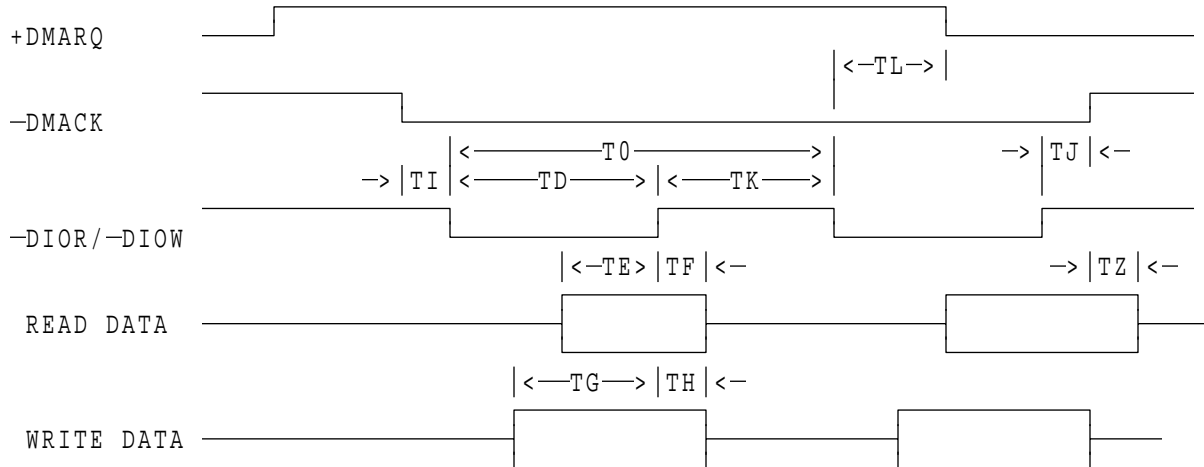 +DMARQ
|<—TL—>|
—DMACK
|<————T0————>| —>|TJ|<—
—>|TI|<——TD——>|<——TK——>|
—DIOR/—DIOW
|<—TE>|TF|<— —>|TZ|<—
READ DATA
|<——TG——>|TH|<—
WRITE DATA